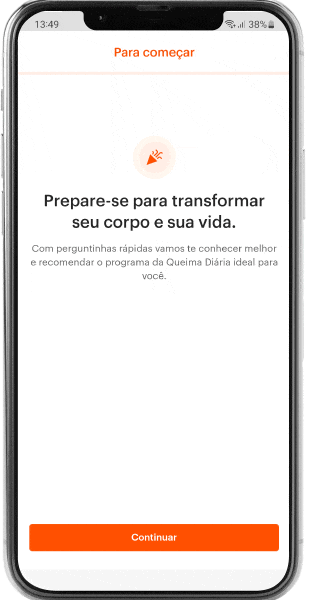 13:49 38%
Para começar
Prepare-se para transformar
seu corpo e sua vida.
Com perguntinhas rápidas vamos te conhecer melhor
e recomendar o programa da Queima Diária ideal para
você.
Continuar